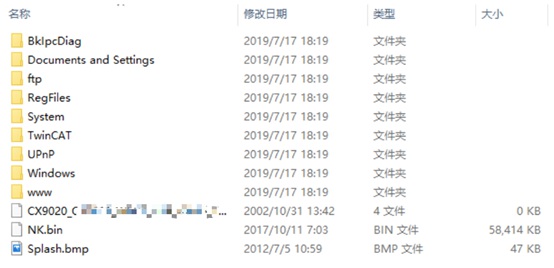 名称 修改日期 类型 大小
BkIpcDiag 2019/7/17 18:19 文件夹
Documents and Settings 2019/7/17 18:19 文件夹
ftp 2019/7/17 18:19 文件夹
RegFiles 2019/7/17 18:19 文件夹
System 2019/7/17 18:19 文件夹
TwinCAT 2019/7/17 18:19 文件夹
UPnP 2019/7/17 18:19 文件夹
Windows 2019/7/17 18:19 文件夹
www 2019/7/17 18:19 文件夹
CX9020_C ... 2002/10/31 13:42 4 文件 0 KB
NK.bin 2017/10/11 7:03 BIN 文件 58,414 KB
Splash.bmp 2012/7/5 10:59 BMP 文件 47 KB